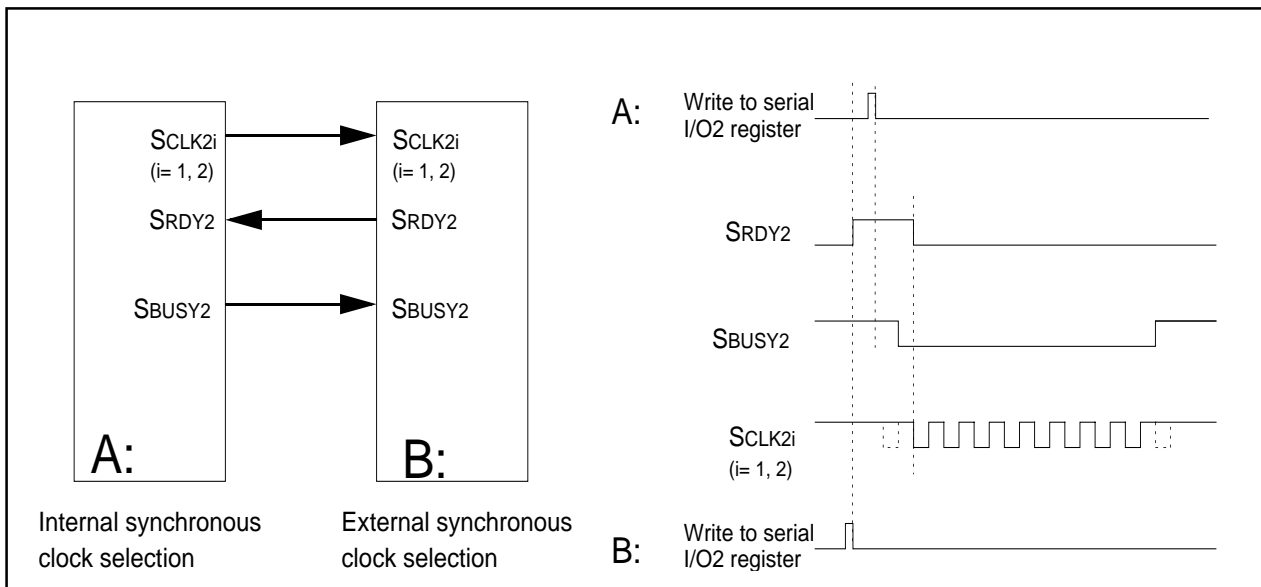 SCLK2i
(i= 1, 2)
SRDY2
SBUSY2
A:
Internal synchronous
clock selection
SCLK2i
(i= 1, 2)
SRDY2
SBUSY2
B:
External synchronous
clock selection
A:
Write to serial
I/O2 register
SRDY2
SBUSY2
SCLK2i
(i= 1, 2)
B:
Write to serial
I/O2 register